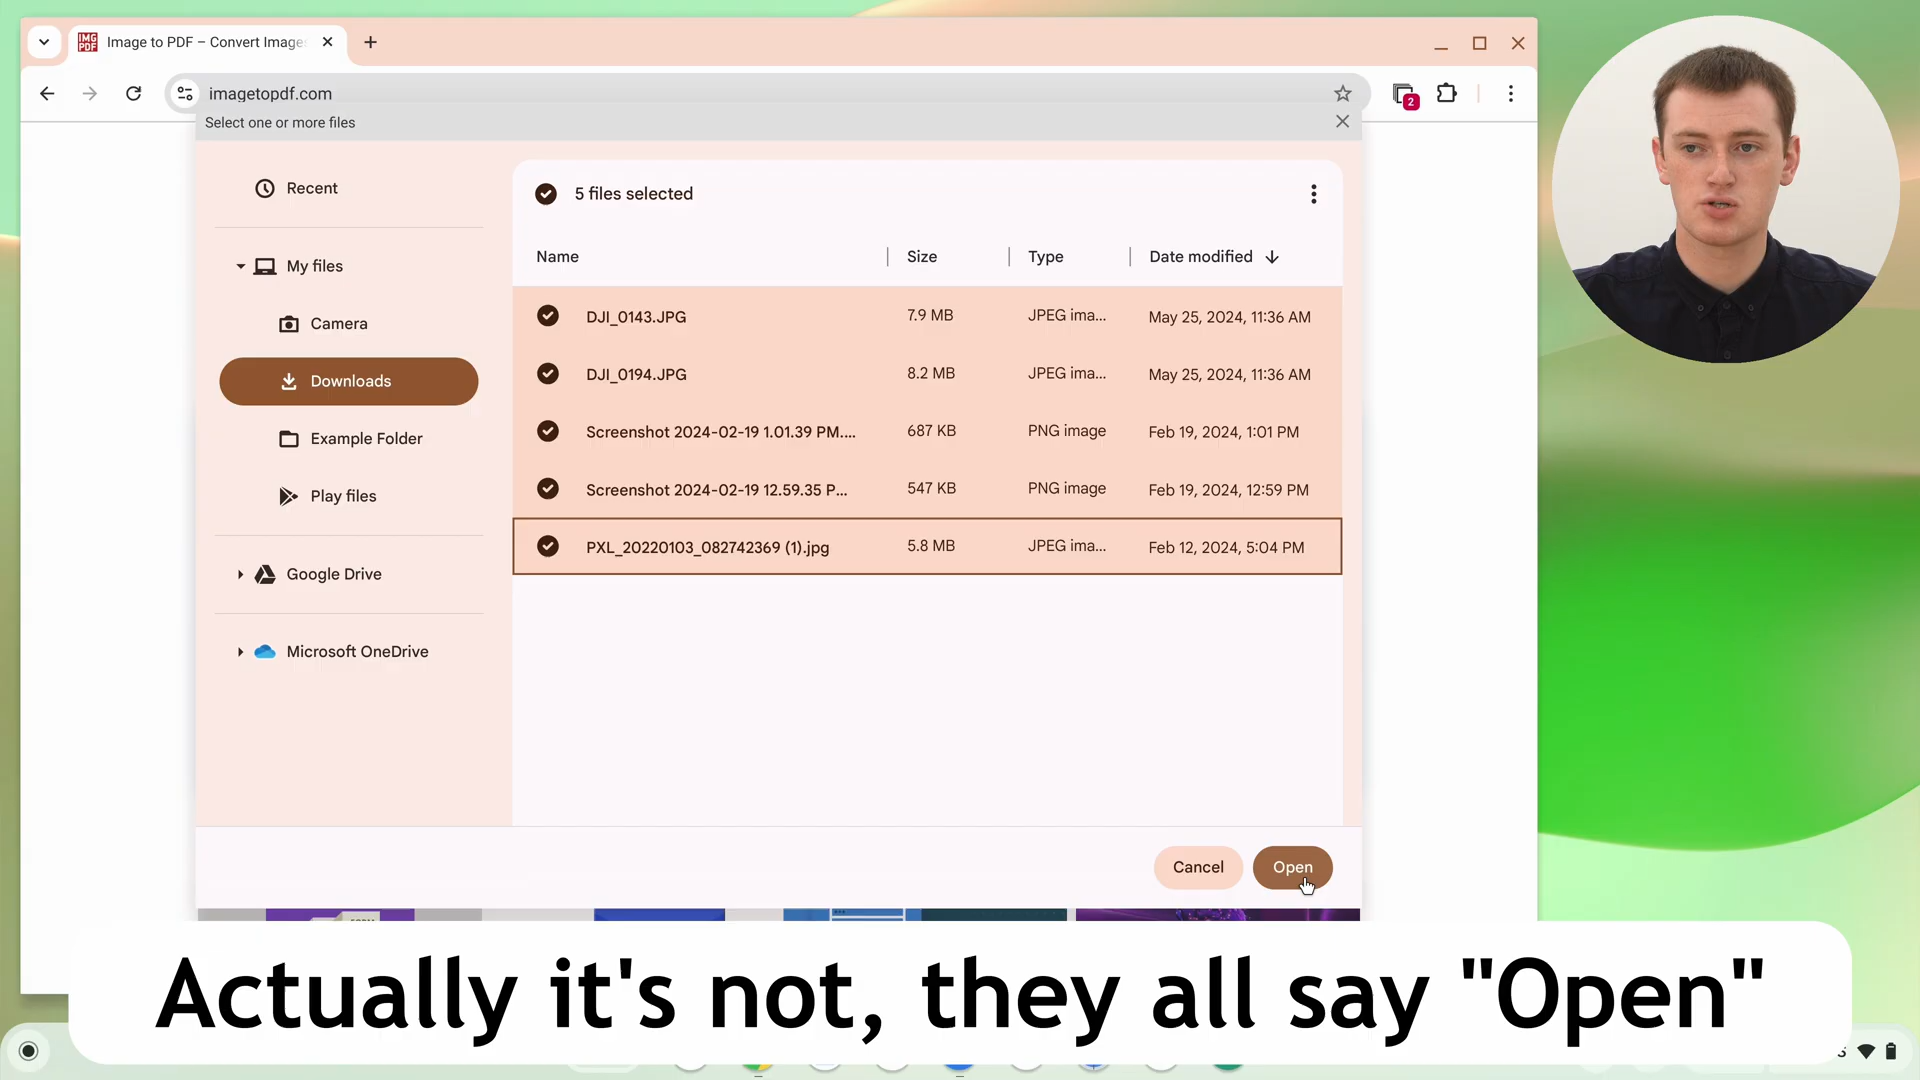 IMG
PDF
Image to PDF – Convert Image
imagetopdf.com
2
Select one or more files
Recent
My files
Camera
Downloads
Example Folder
Play files
Google Drive
Microsoft OneDrive
5 files selected
Name Size Type Date modified
DJI_0143.JPG 7.9 MB JPEG ima... May 25, 2024, 11:36 AM
DJI_0194.JPG 8.2 MB JPEG ima... May 25, 2024, 11:36 AM
Screenshot 2024-02-19 1.01.39 PM.... 687 KB PNG image Feb 19, 2024, 1:01 PM
Screenshot 2024-02-19 12.59.35 P... 547 KB PNG image Feb 19, 2024, 12:59 PM
PXL_20220103_082742369 (1).jpg 5.8 MB JPEG ima... Feb 12, 2024, 5:04 PM
Cancel Open
Actually it's not, they all say "Open"